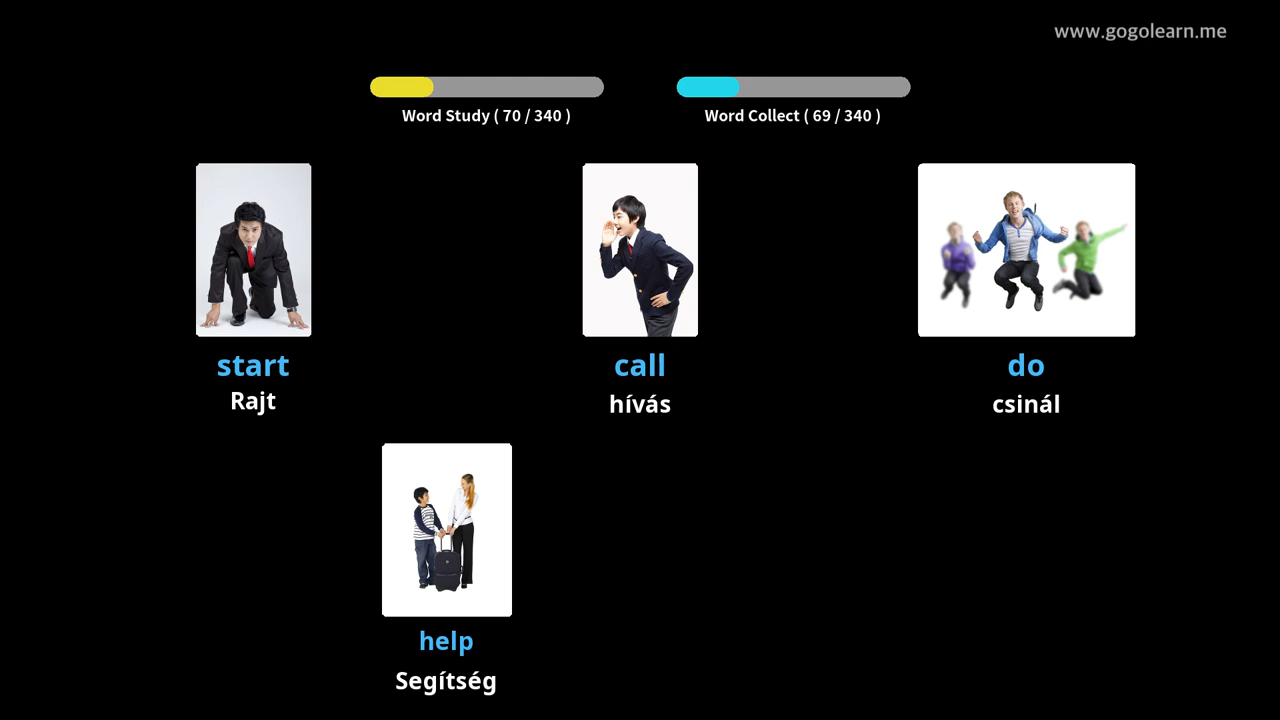 www.gogolearn.me
Word Study ( 70 / 340 )
Word Collect ( 69 / 340 )
start
Rajt
call
hívás
do
csinál
help
Segítség